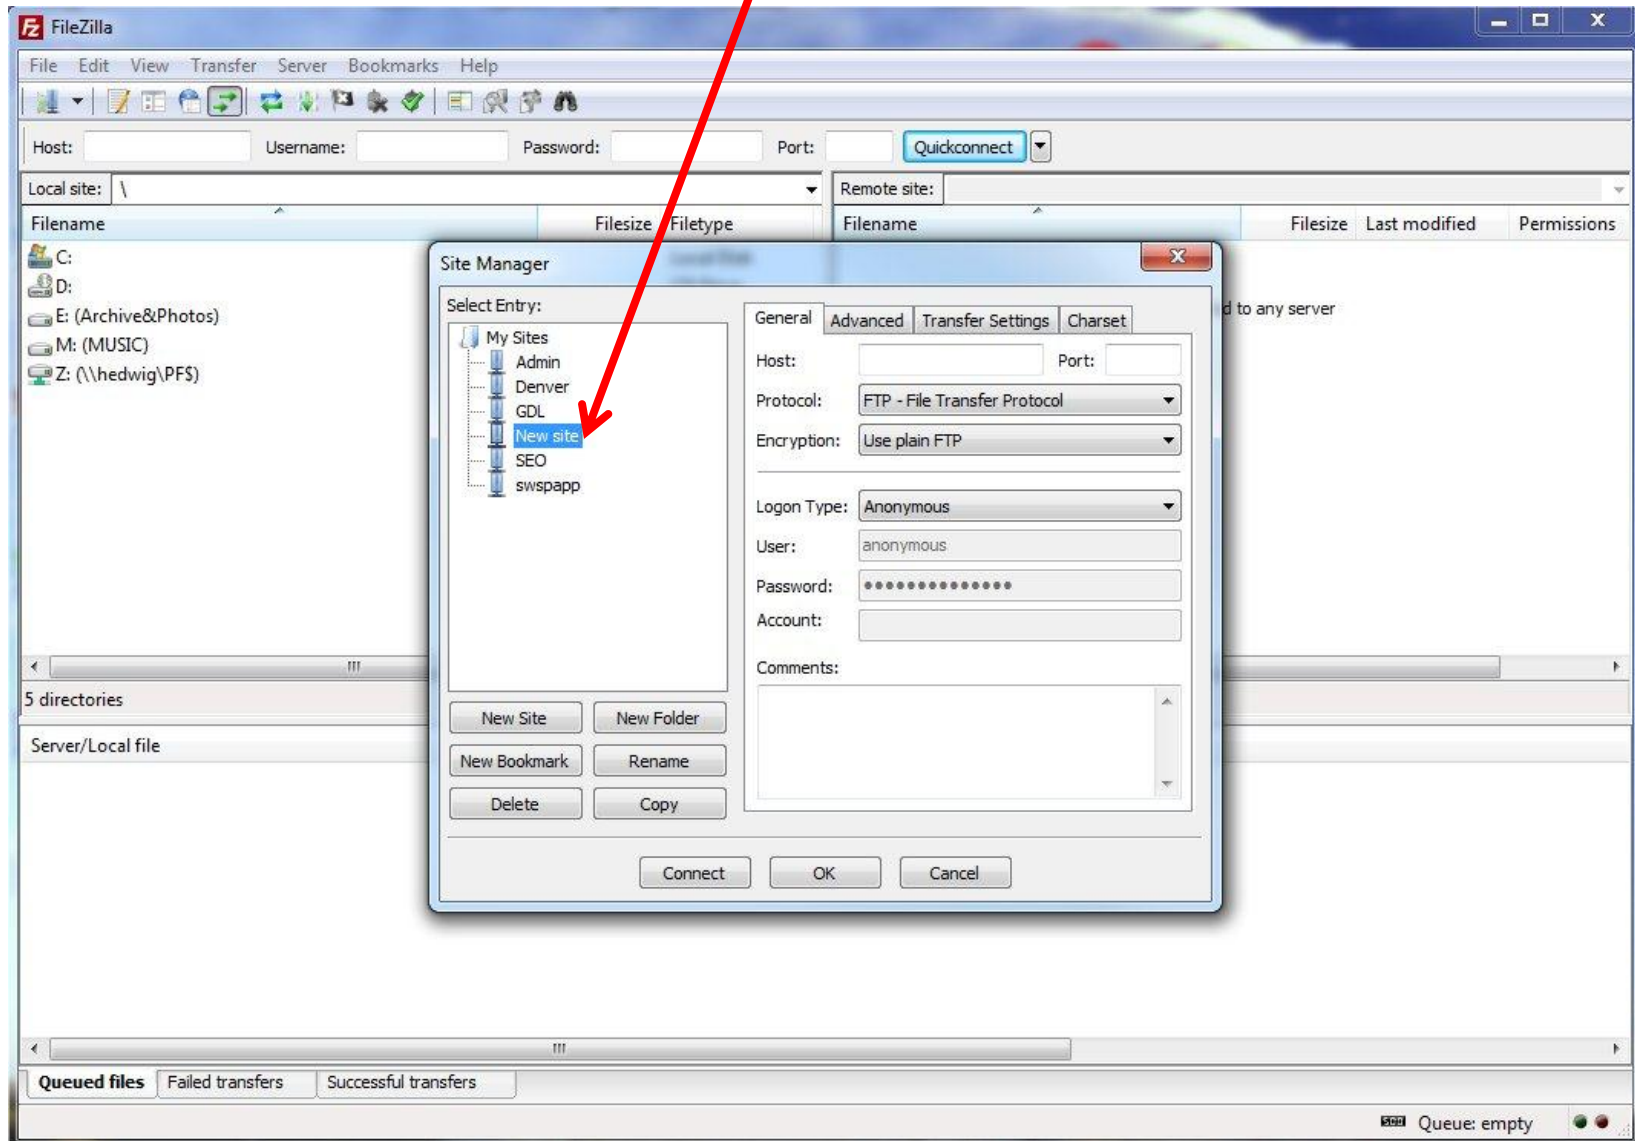 FileZilla
File Edit View Transfer Server Bookmarks Help
Host: Username: Password: Port: Quickconnect
Local site: \
Remote site:
Filename Filesize Filetype
Filename Filesize Last modified Permissions
C:
D:
E: (Archive&Photos)
M: (MUSIC)
Z: (\\hedwig\PF$)
d to any server
5 directories
Site Manager
Select Entry:
My Sites
Admin
Denver
GDL
New site
SEO
swspapp
New Site New Folder
New Bookmark Rename
Delete Copy
General Advanced Transfer Settings Charset
Host: Port:
Protocol: FTP - File Transfer Protocol
Encryption: Use plain FTP
Logon Type: Anonymous
User: anonymous
Password: ••••••••••••••
Account:
Comments:
Connect OK Cancel
Server/Local file
Queued files Failed transfers Successful transfers
Queue: empty